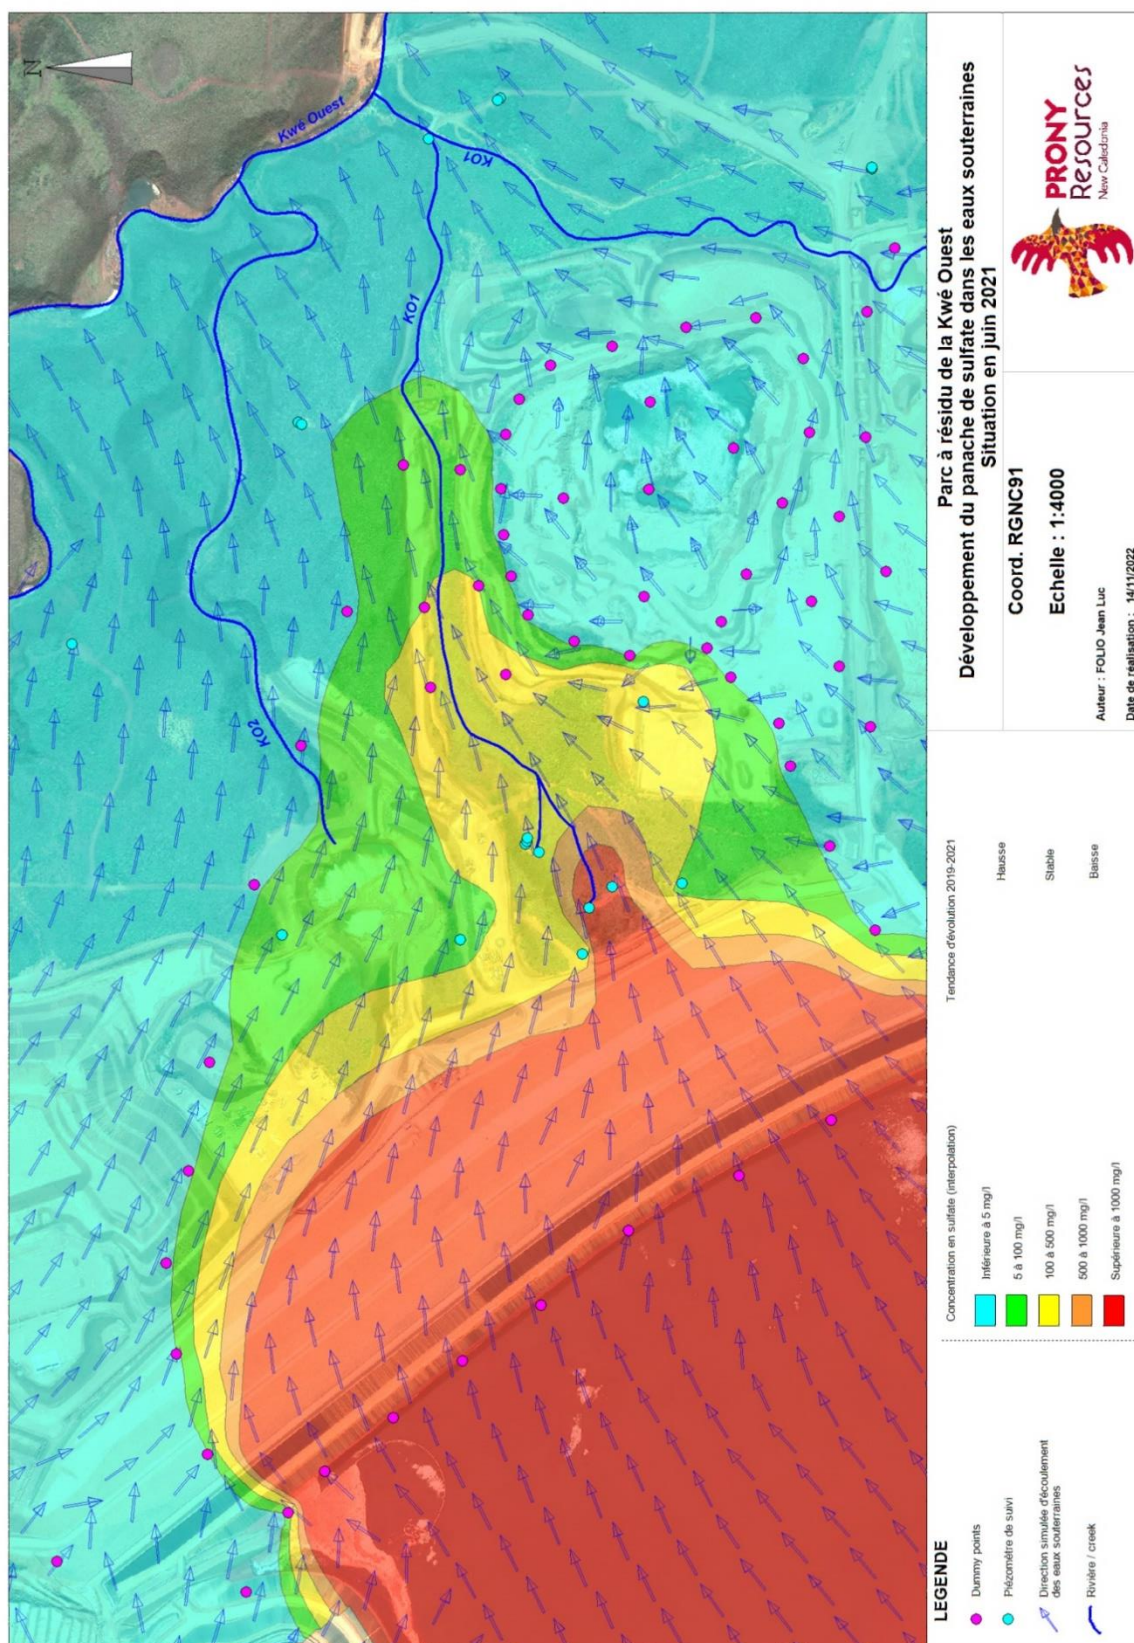 N
Kwé Ouest
KO1
KO1
KO2
Parc à résidu de la Kwé Ouest
Développement du panache de sulfate dans les eaux souterraines
Situation en juin 2021
Coord. RGNC91
Echelle : 1:4000
Auteur : FOLIO Jean Luc
Date de réalisation : 14/11/2022
PRONY
Resources
New Caledonia
LEGENDE
Dummy points
Piézomètre de suivi
Direction simulée d'écoulement
des eaux souterraines
Rivière / creek
Concentration en sulfate (interpolation)
Inférieure à 5 mg/l
5 à 100 mg/l
100 à 500 mg/l
500 à 1000 mg/l
Supérieure à 1000 mg/l
Tendance d'évolution 2019-2021
Hausse
Stable
Baisse